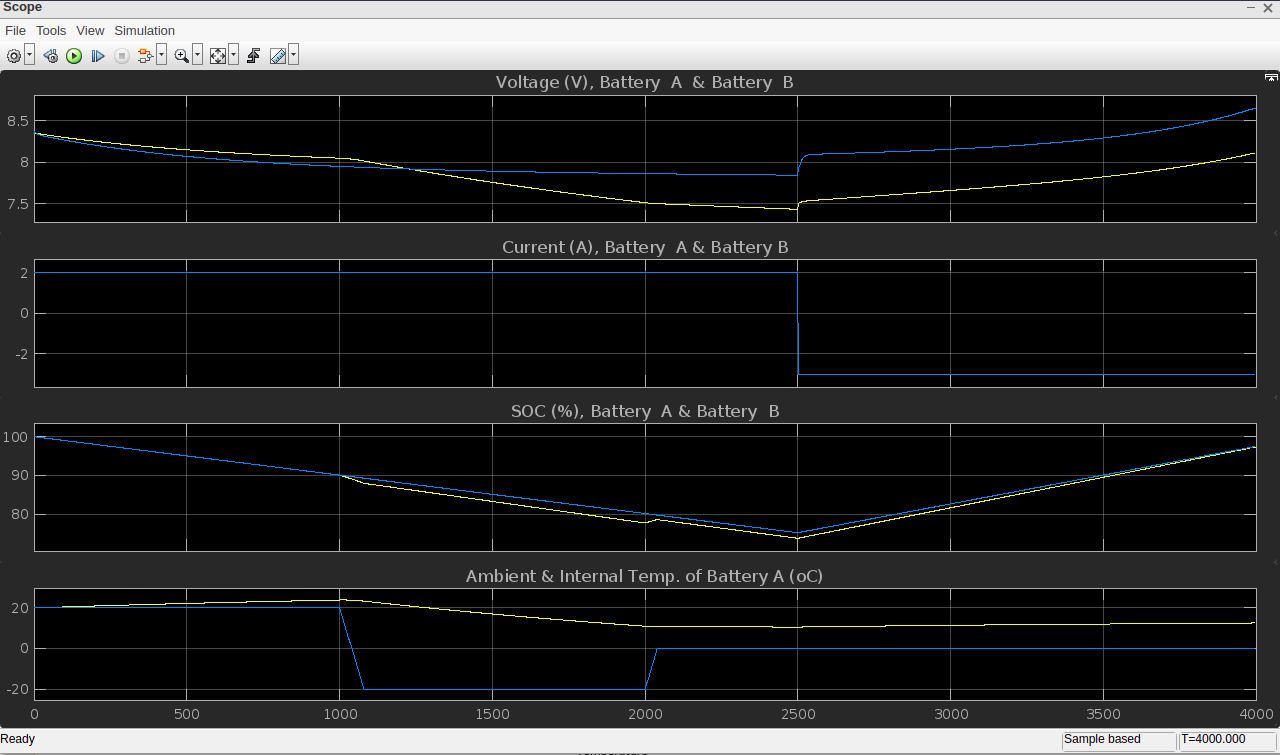 Scope
File Tools View Simulation
Voltage (V), Battery A & Battery B
8.5
8
7.5
Current (A), Battery A & Battery B
2
0
-2
SOC (%), Battery A & Battery B
100
90
80
Ambient & Internal Temp. of Battery A (oC)
20
0
-20
0 500 1000 1500 2000 2500 3000 3500 4000
Ready Sample based T=4000.000